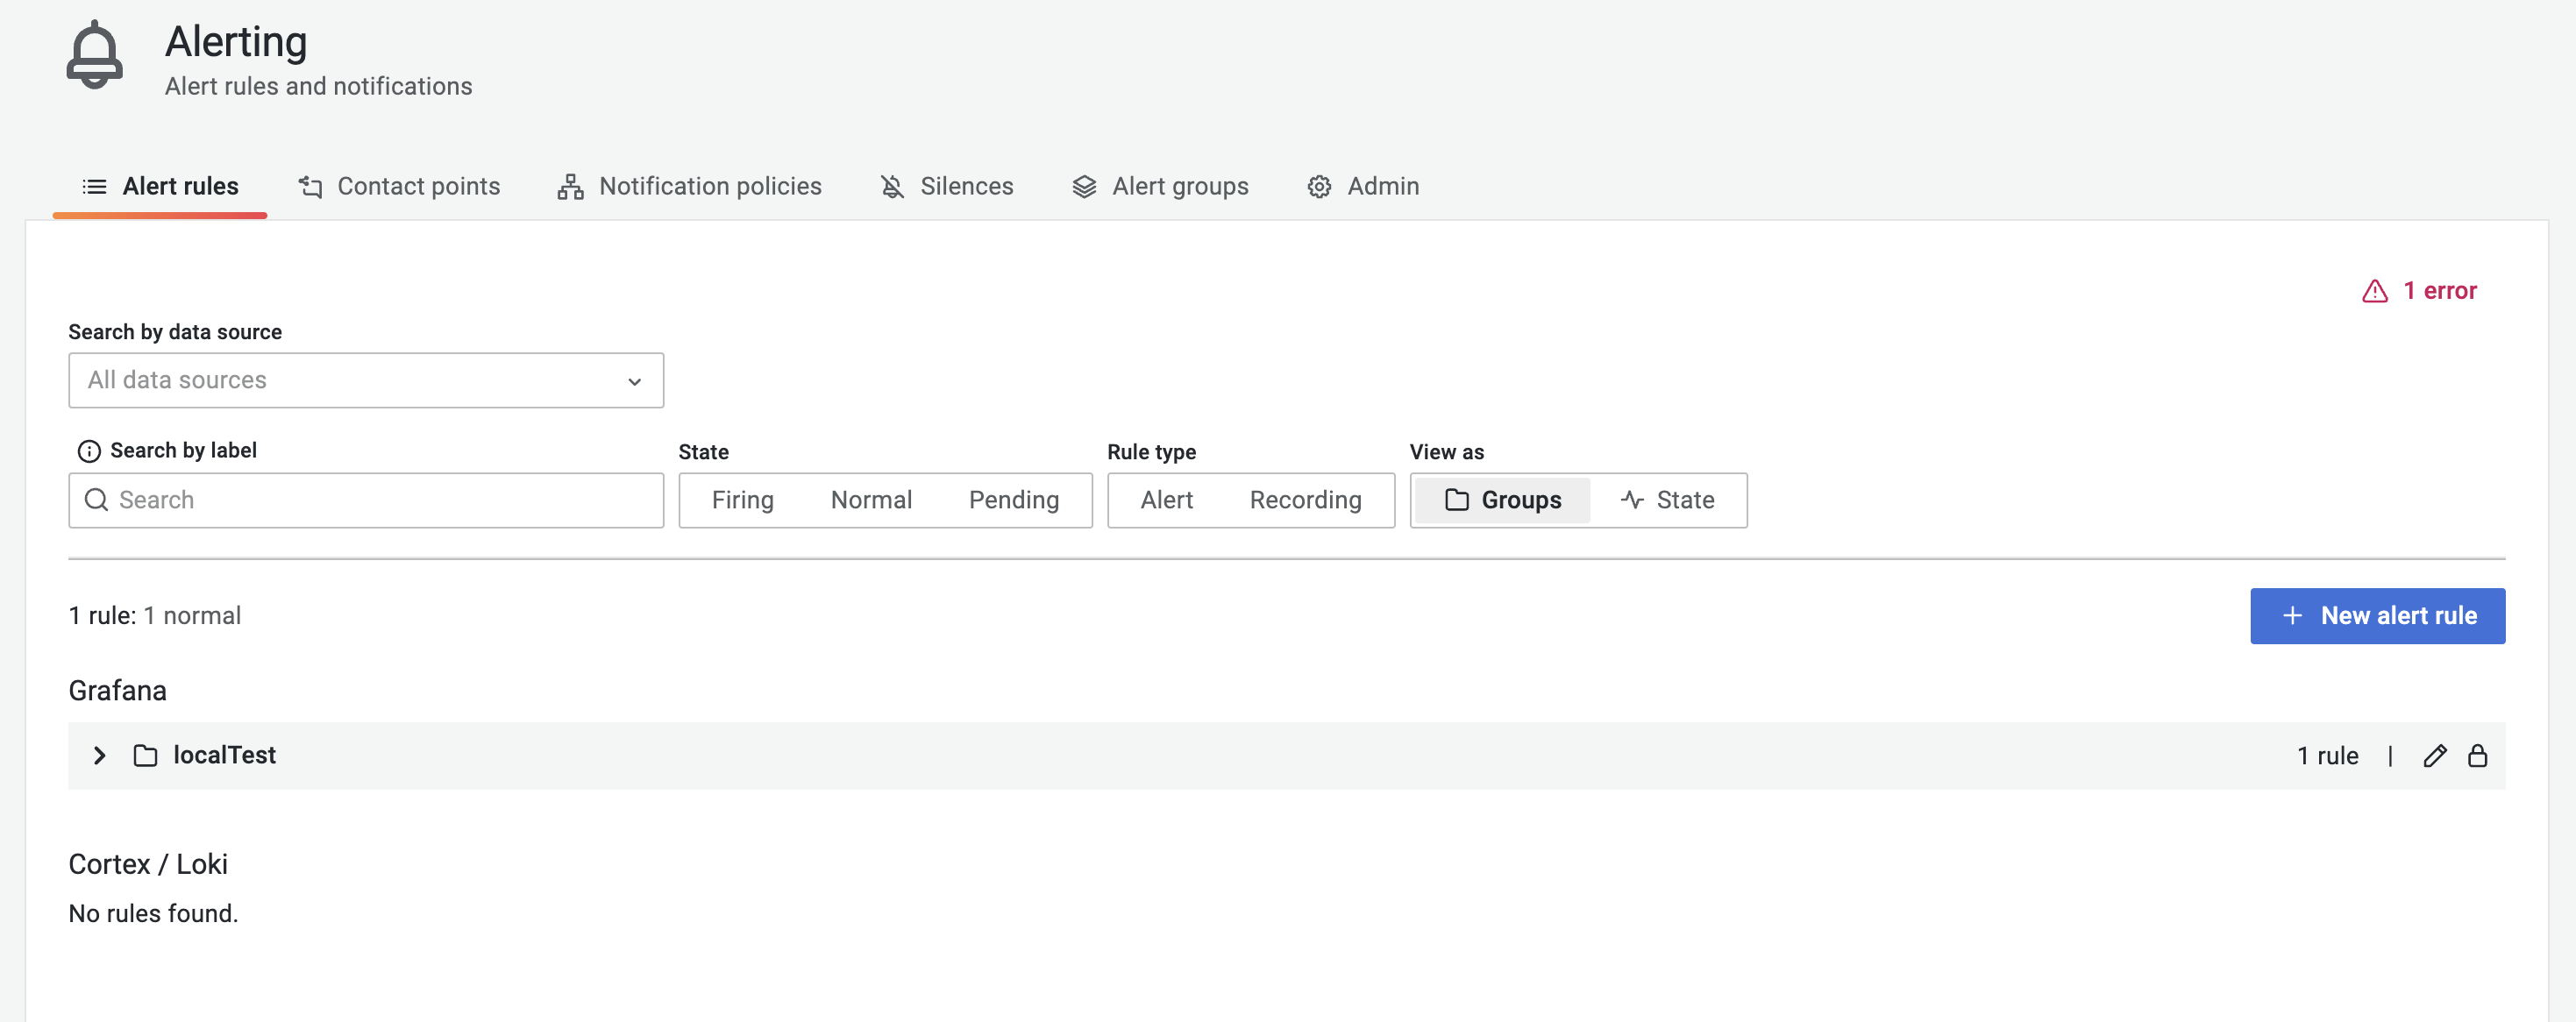 Alerting
Alert rules and notifications
Alert rules Contact points Notification policies Silences Alert groups Admin
1 error
Search by data source
All data sources
Search by label State Rule type View as
Search Firing Normal Pending Alert Recording Groups State
1 rule: 1 normal New alert rule
Grafana
localTest 1 rule |
Cortex / Loki
No rules found.